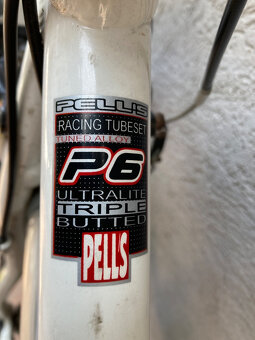 PELLS
RACING TUBESET
TUNED ALLOY
P6
ULTRALITE
TRIPLE
BUTTED
PELLS